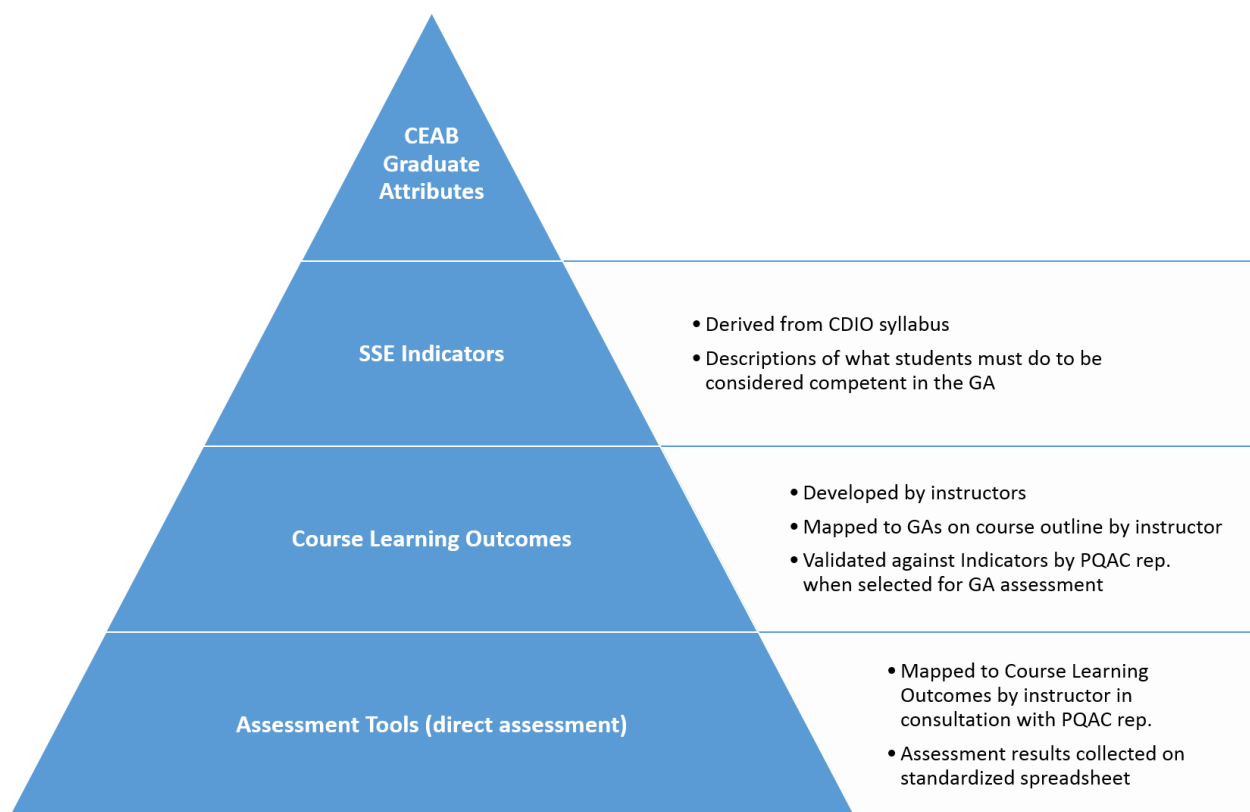 CEAB
Graduate
Attributes
SSE Indicators
• Derived from CDIO syllabus
• Descriptions of what students must do to be
considered competent in the GA
Course Learning Outcomes
• Developed by instructors
• Mapped to GAs on course outline by instructor
• Validated against Indicators by PQAC rep.
when selected for GA assessment
Assessment Tools (direct assessment)
• Mapped to Course Learning
Outcomes by instructor in
consultation with PQAC rep.
• Assessment results collected on
standardized spreadsheet